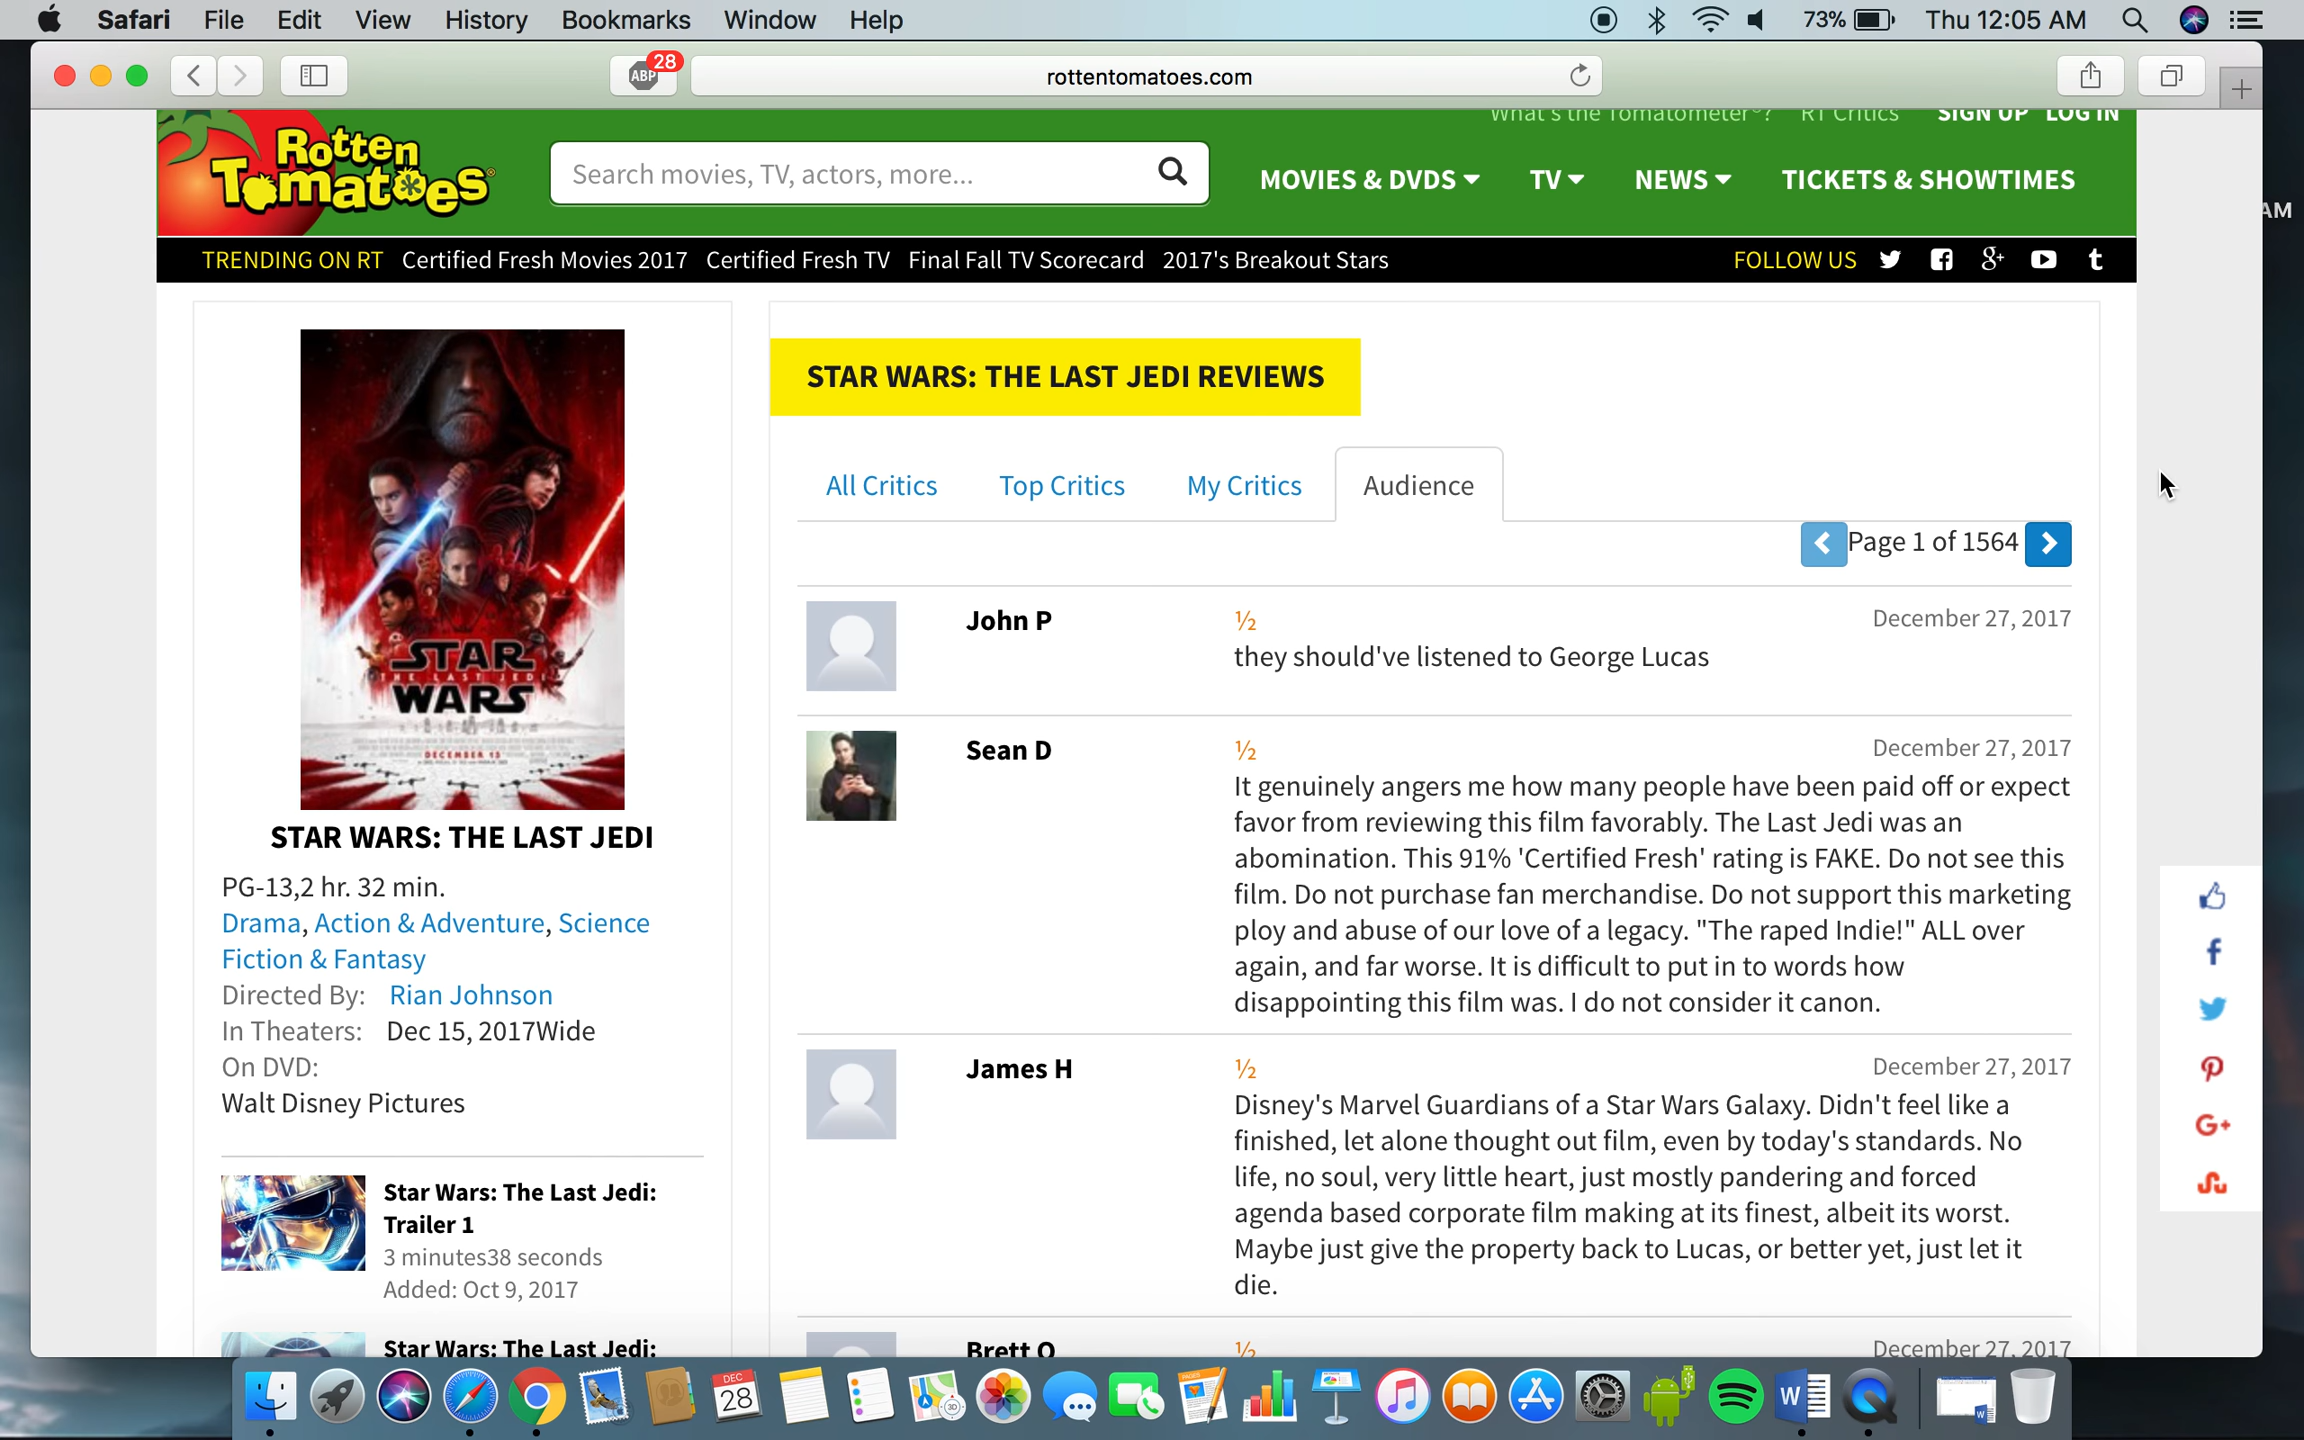 Safari File Edit View History Bookmarks Window Help 73% Thu 12:05 AM
ABP 28 rottentomatoes.com
What's the Tomatometer®? RT Critics SIGN UP LOG IN
Rotten
Tomatoes®
Search movies, TV, actors, more...
MOVIES & DVDS TV NEWS TICKETS & SHOWTIMES
AM
TRENDING ON RT Certified Fresh Movies 2017 Certified Fresh TV Final Fall TV Scorecard 2017's Breakout Stars FOLLOW US
STAR
THE LAST JEDI
WARS
DECEMBER 15
STAR WARS: THE LAST JEDI
PG-13,2 hr. 32 min.
Drama, Action & Adventure, Science
Fiction & Fantasy
Directed By: Rian Johnson
In Theaters: Dec 15, 2017Wide
On DVD:
Walt Disney Pictures
Star Wars: The Last Jedi:
Trailer 1
3 minutes38 seconds
Added: Oct 9, 2017
Star Wars: The Last Jedi:
STAR WARS: THE LAST JEDI REVIEWS
All Critics Top Critics My Critics Audience
Page 1 of 1564
John P ½ December 27, 2017
they should've listened to George Lucas
Sean D ½ December 27, 2017
It genuinely angers me how many people have been paid off or expect
favor from reviewing this film favorably. The Last Jedi was an
abomination. This 91% 'Certified Fresh' rating is FAKE. Do not see this
film. Do not purchase fan merchandise. Do not support this marketing
ploy and abuse of our love of a legacy. "The raped Indie!" ALL over
again, and far worse. It is difficult to put in to words how
disappointing this film was. I do not consider it canon.
James H ½ December 27, 2017
Disney's Marvel Guardians of a Star Wars Galaxy. Didn't feel like a
finished, let alone thought out film, even by today's standards. No
life, no soul, very little heart, just mostly pandering and forced
agenda based corporate film making at its finest, albeit its worst.
Maybe just give the property back to Lucas, or better yet, just let it
die.
Brett O ½ December 27, 2017
DEC
28
3D
PAGES
W